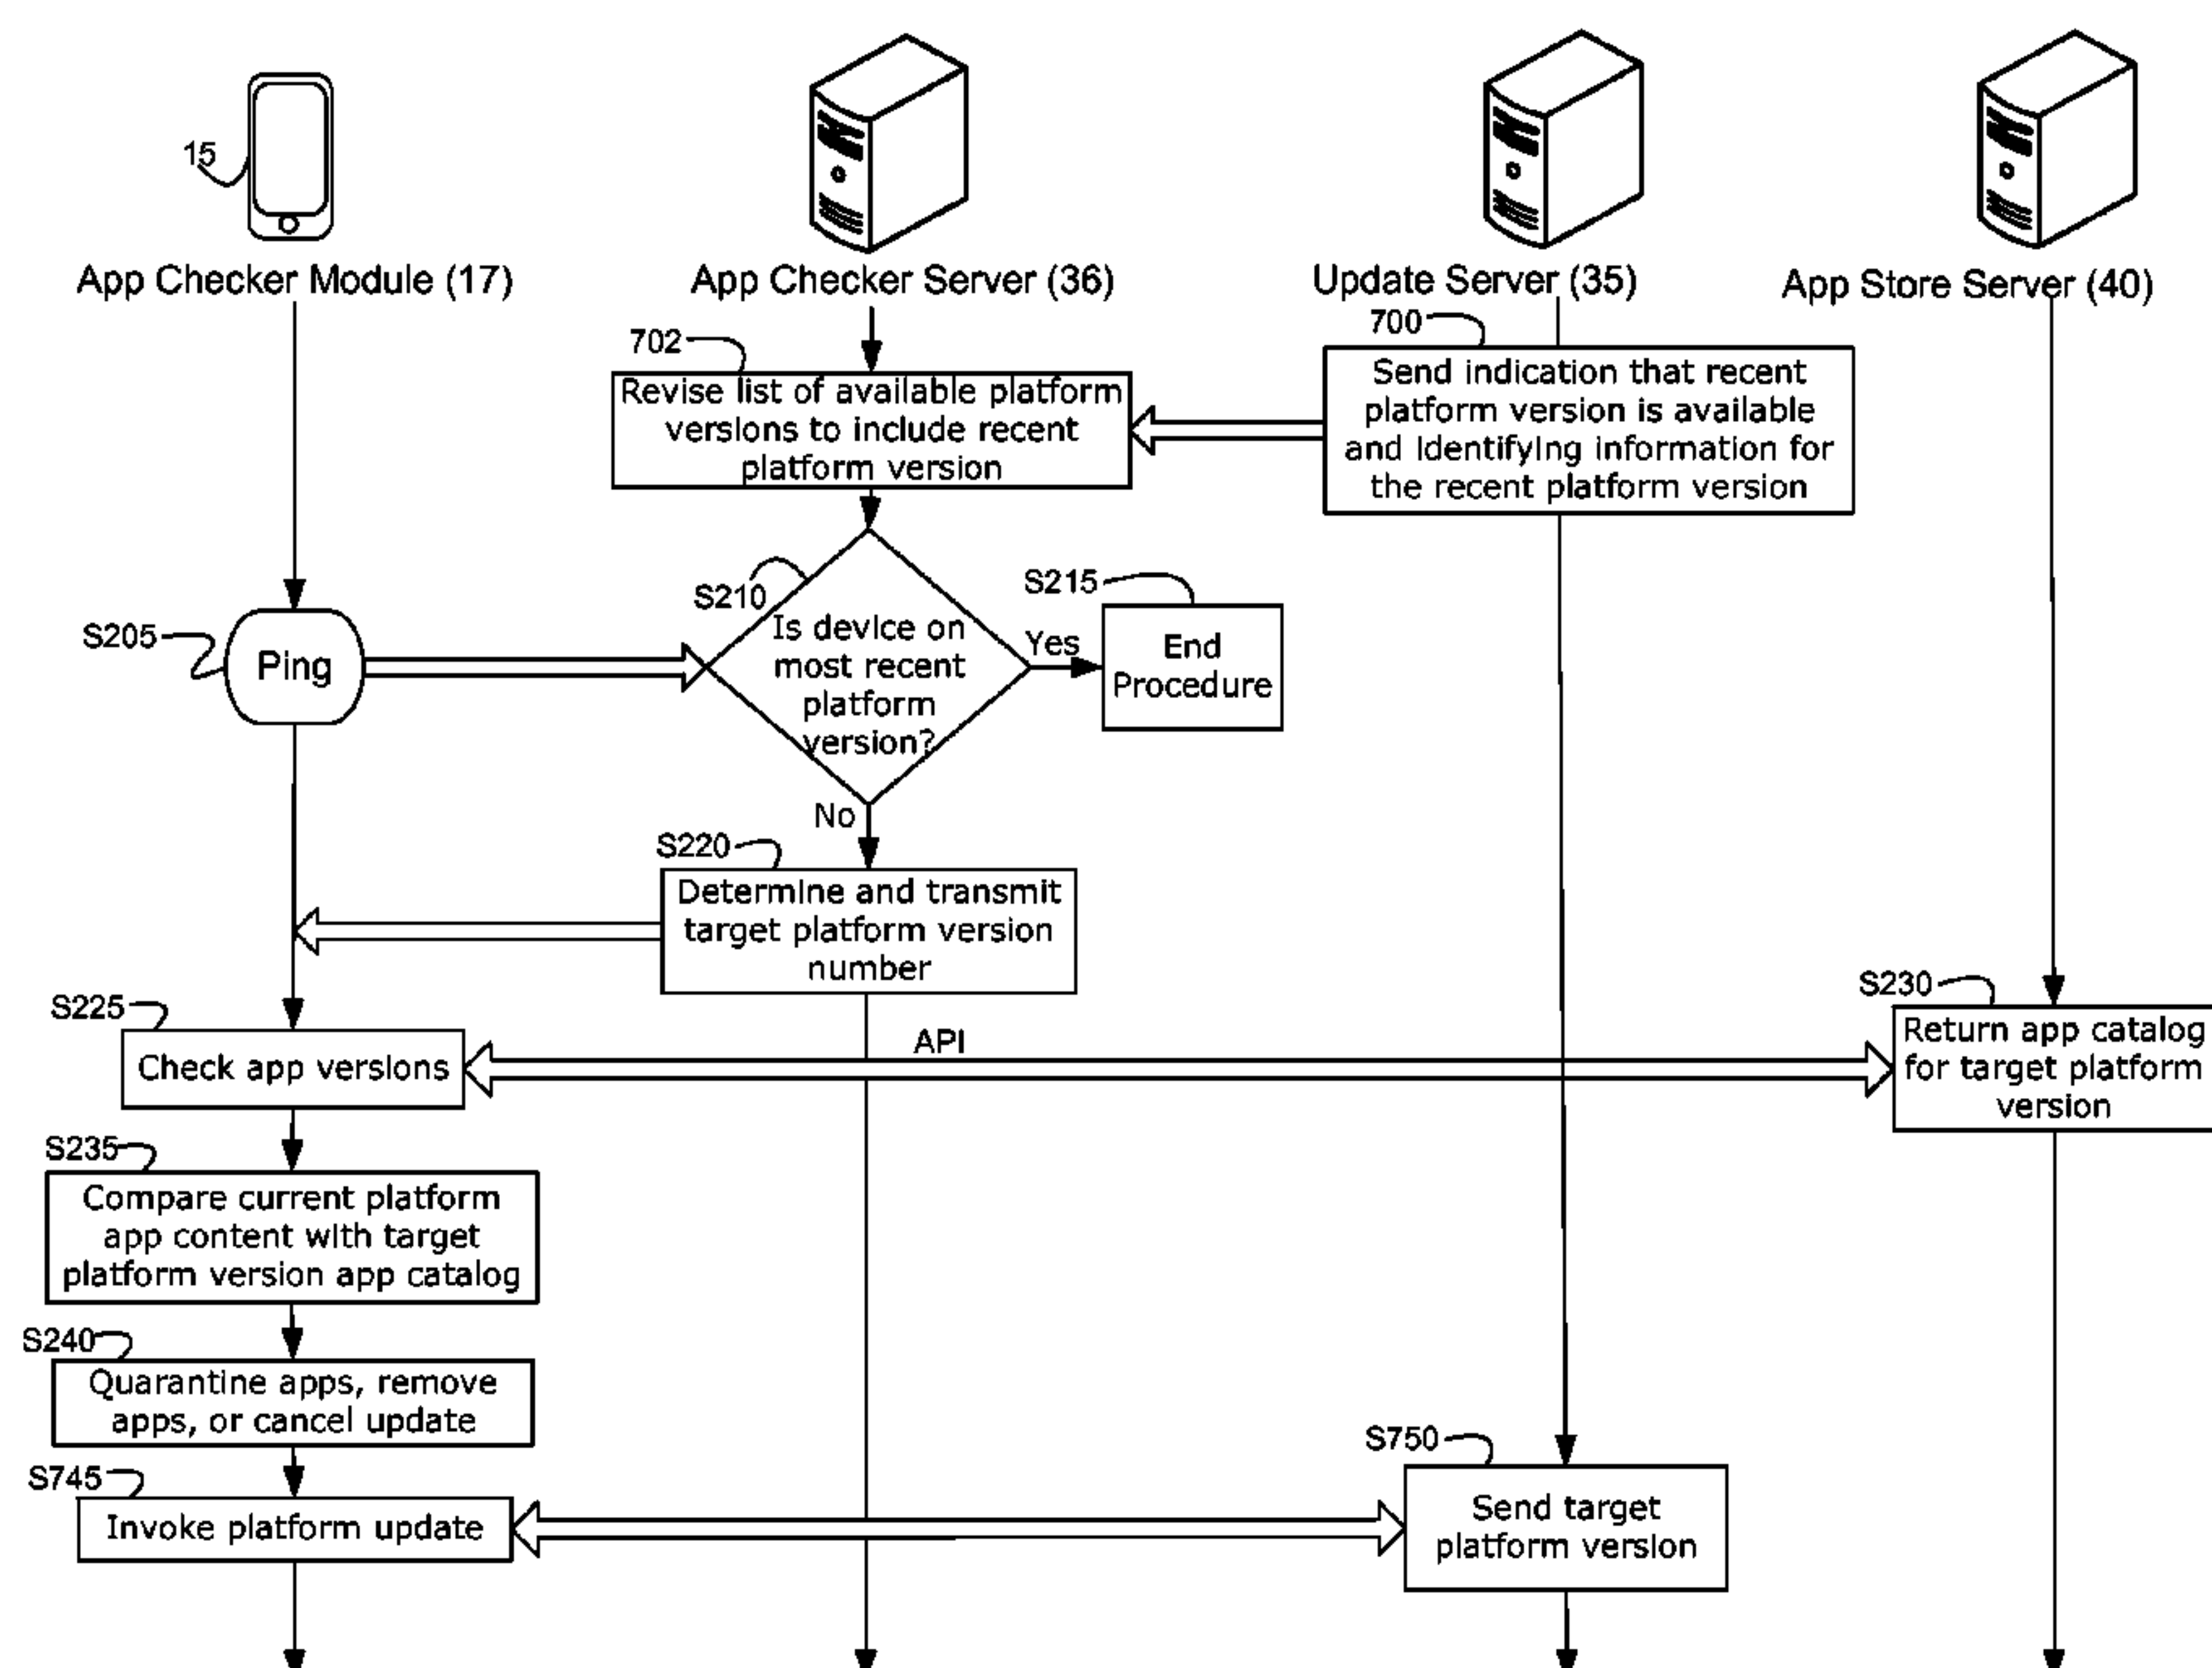 15
App Checker Module (17)
App Checker Server (36)
Update Server (35)
App Store Server (40)
702
700
Revise list of available platform
versions to include recent
platform version
Send indication that recent
platform version is available
and identifying information for
the recent platform version
S205
Ping
S210
Is device on
most recent
platform
version?
Yes
S215
End
Procedure
No
S220
Determine and transmit
target platform version
number
S225
Check app versions
API
S230
Return app catalog
for target platform
version
S235
Compare current platform
app content with target
platform version app catalog
S240
Quarantine apps, remove
apps, or cancel update
S745
Invoke platform update
S750
Send target
platform version